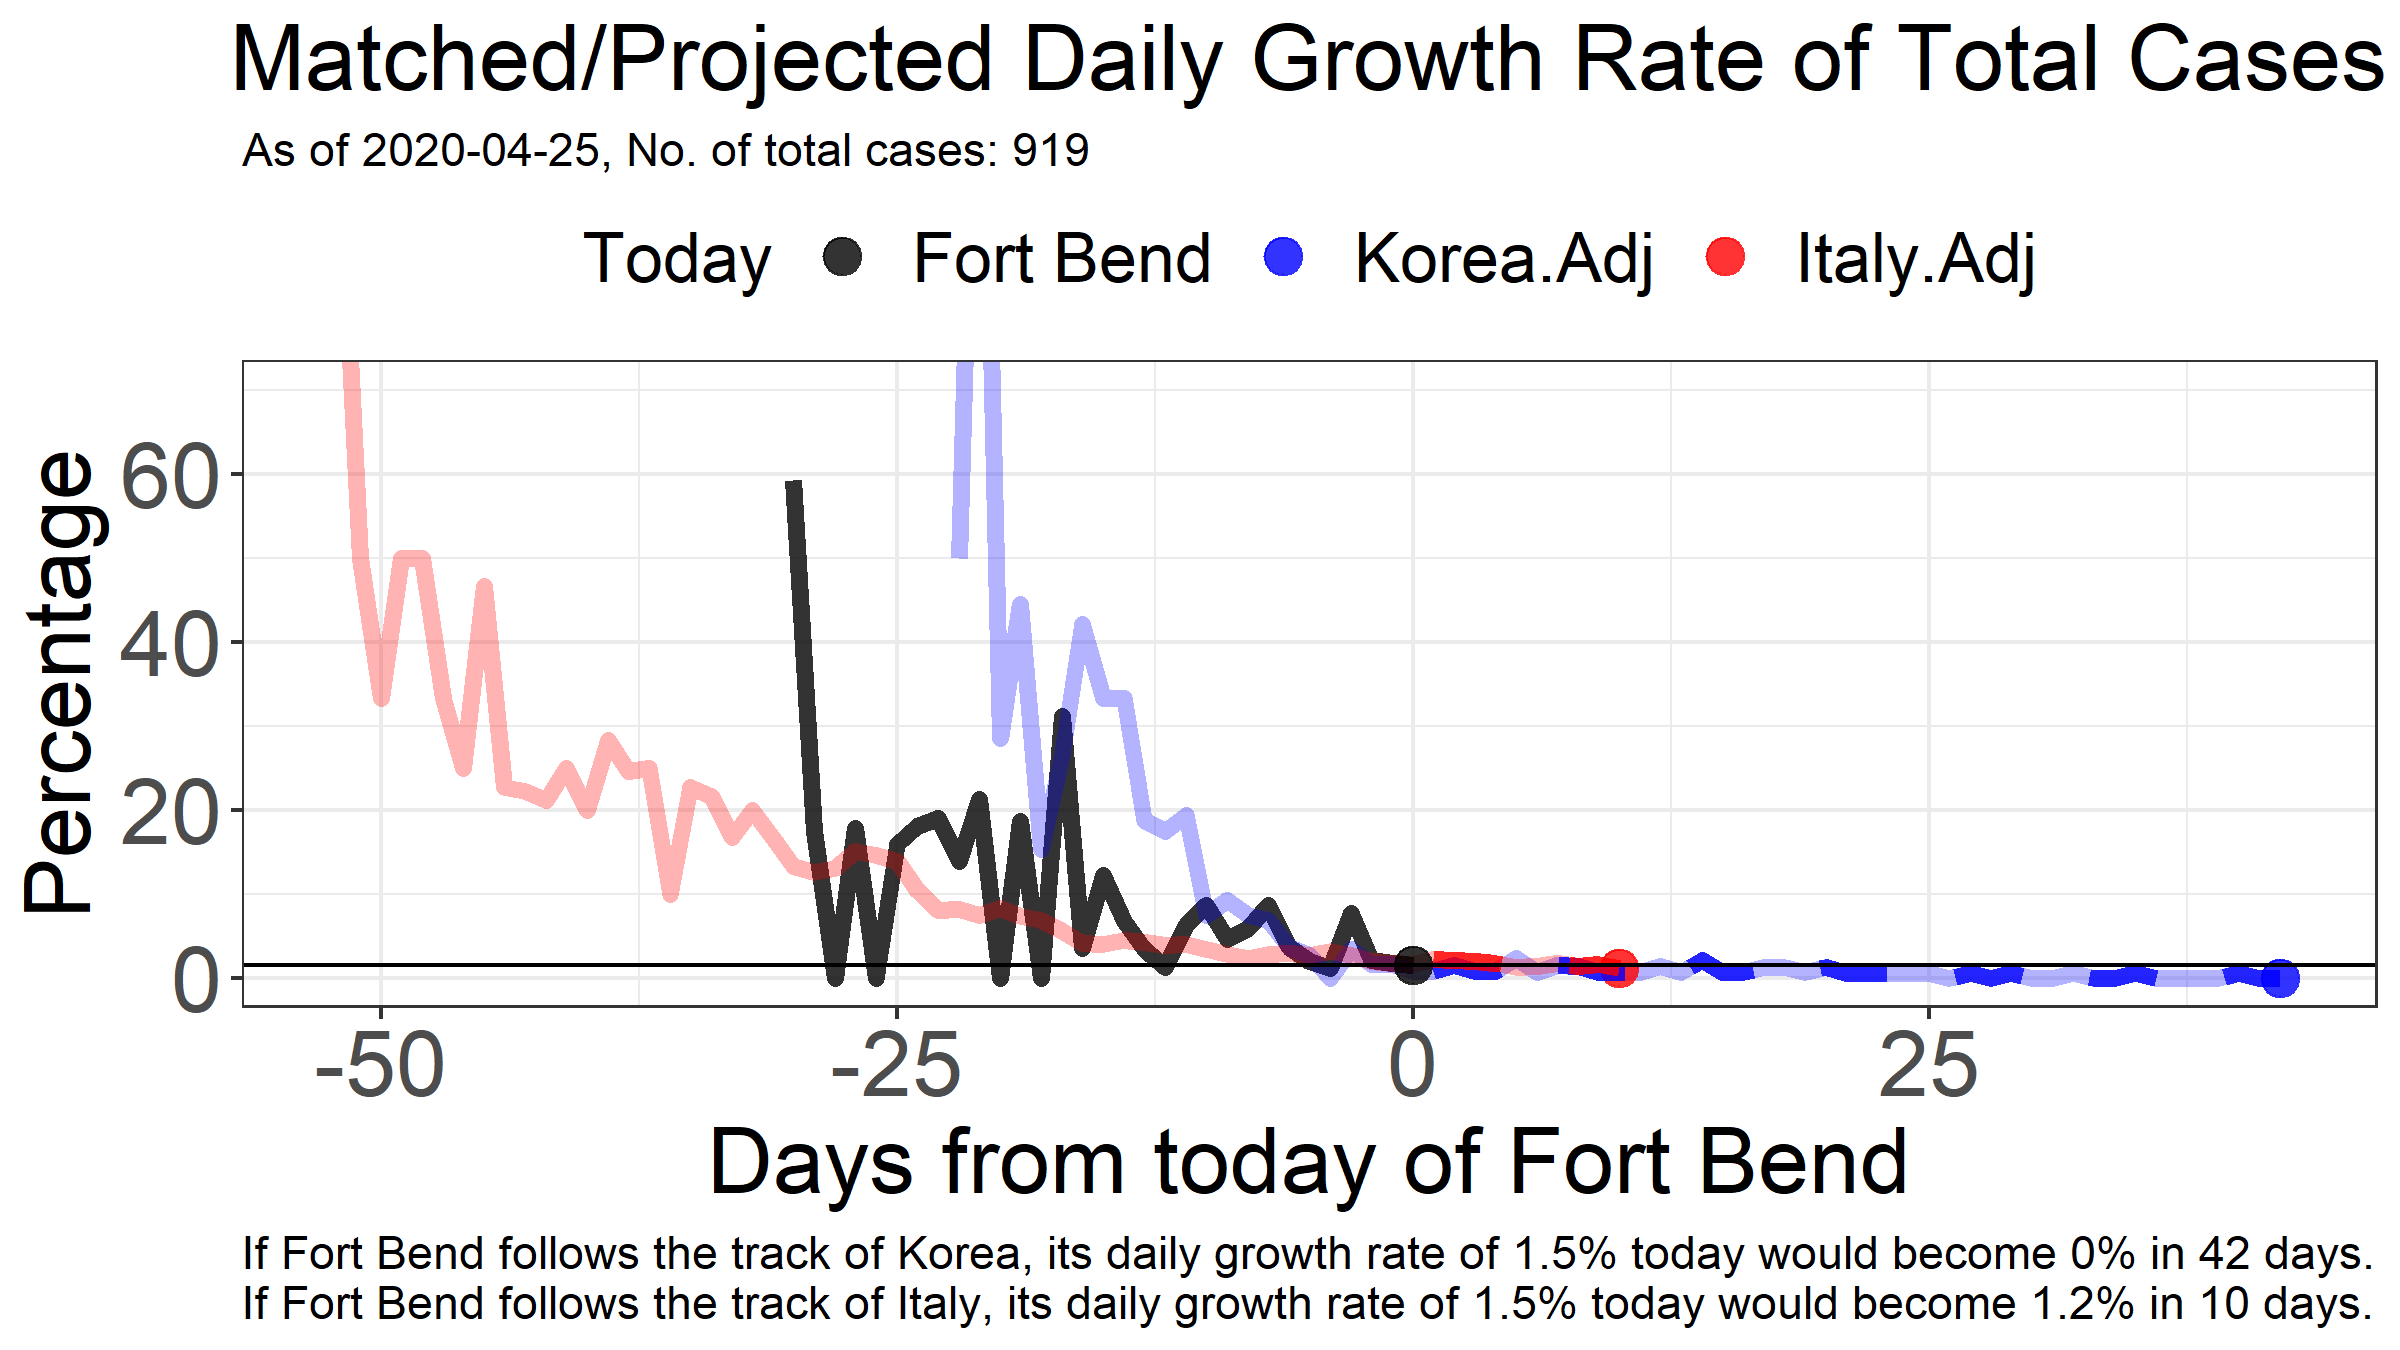 Matched/Projected Daily Growth Rate of Total Cases
As of 2020-04-25, No. of total cases: 919
Today Fort Bend Korea.Adj Italy.Adj
Percentage
60
40
20
0
-50 -25 0 25
Days from today of Fort Bend
If Fort Bend follows the track of Korea, its daily growth rate of 1.5% today would become 0% in 42 days.
If Fort Bend follows the track of Italy, its daily growth rate of 1.5% today would become 1.2% in 10 days.